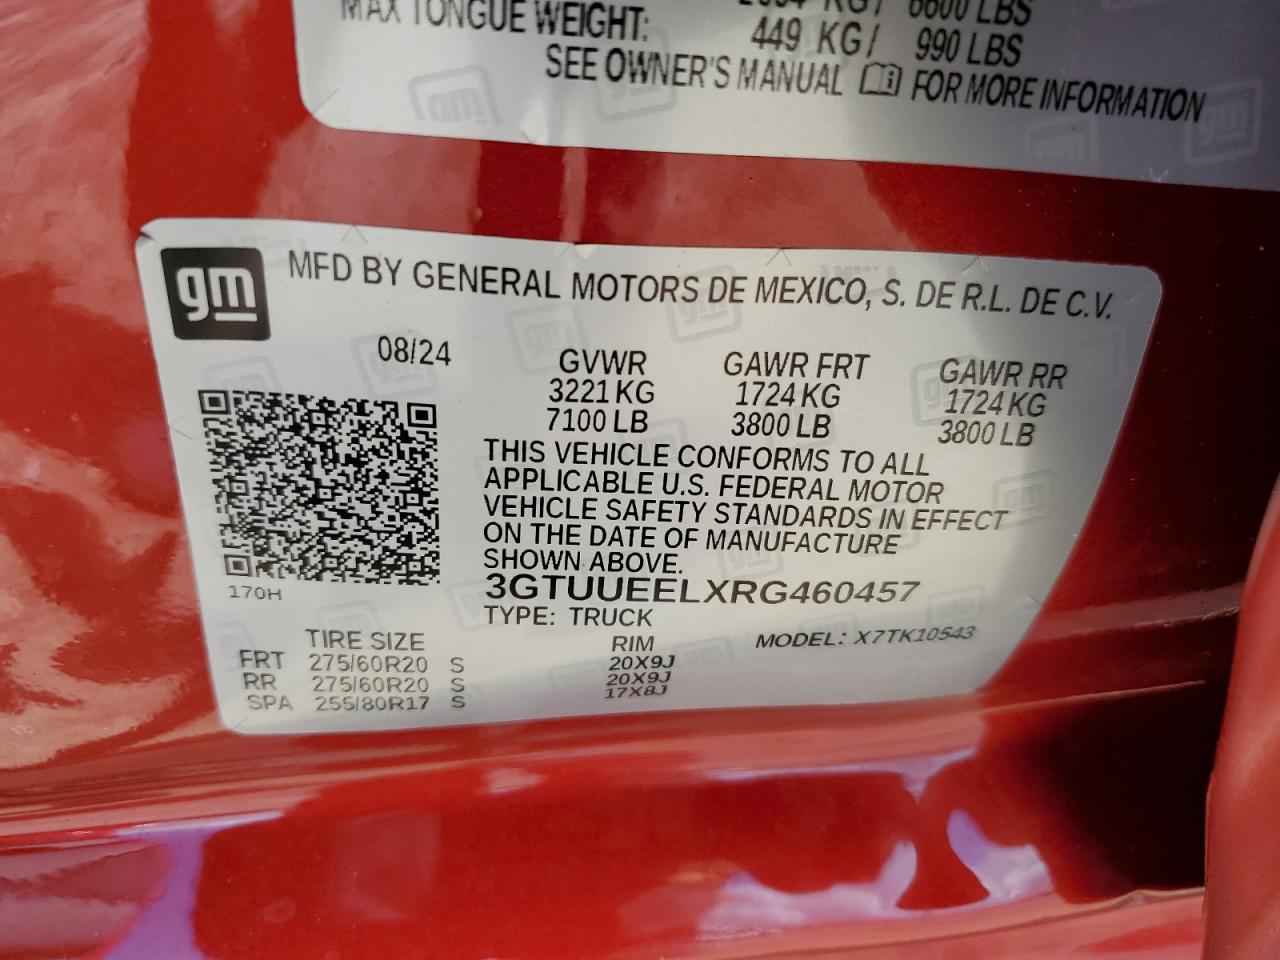 MAX TONGUE WEIGHT: 449 KG / 990 LBS
SEE OWNER'S MANUAL FOR MORE INFORMATION
gm
MFD BY GENERAL MOTORS DE MEXICO, S. DE R.L. DE C.V.
08/24
GVWR GAWR FRT GAWR RR
3221 KG 1724 KG 1724 KG
7100 LB 3800 LB 3800 LB
THIS VEHICLE CONFORMS TO ALL
APPLICABLE U.S. FEDERAL MOTOR
VEHICLE SAFETY STANDARDS IN EFFECT
ON THE DATE OF MANUFACTURE
SHOWN ABOVE.
170H
3GTUUEELXRG460457
TYPE: TRUCK
MODEL: X7TK10543
TIRE SIZE RIM
FRT 275/60R20 S 20X9J
RR 275/60R20 S 20X9J
SPA 255/80R17 S 17X8J